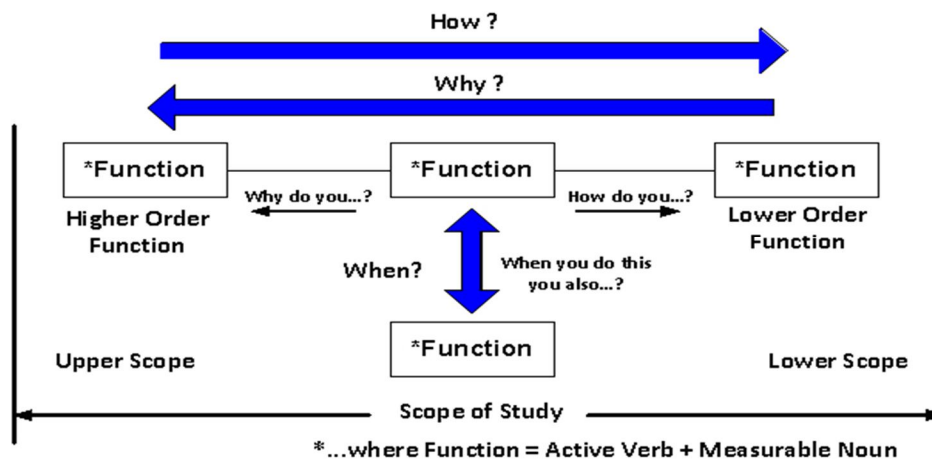 How ?
Why ?
*Function
*Function
*Function
Why do you...?
How do you...?
Higher Order
Function
Lower Order
Function
When?
When you do this
you also...?
*Function
Upper Scope
Lower Scope
Scope of Study
*...where Function = Active Verb + Measurable Noun